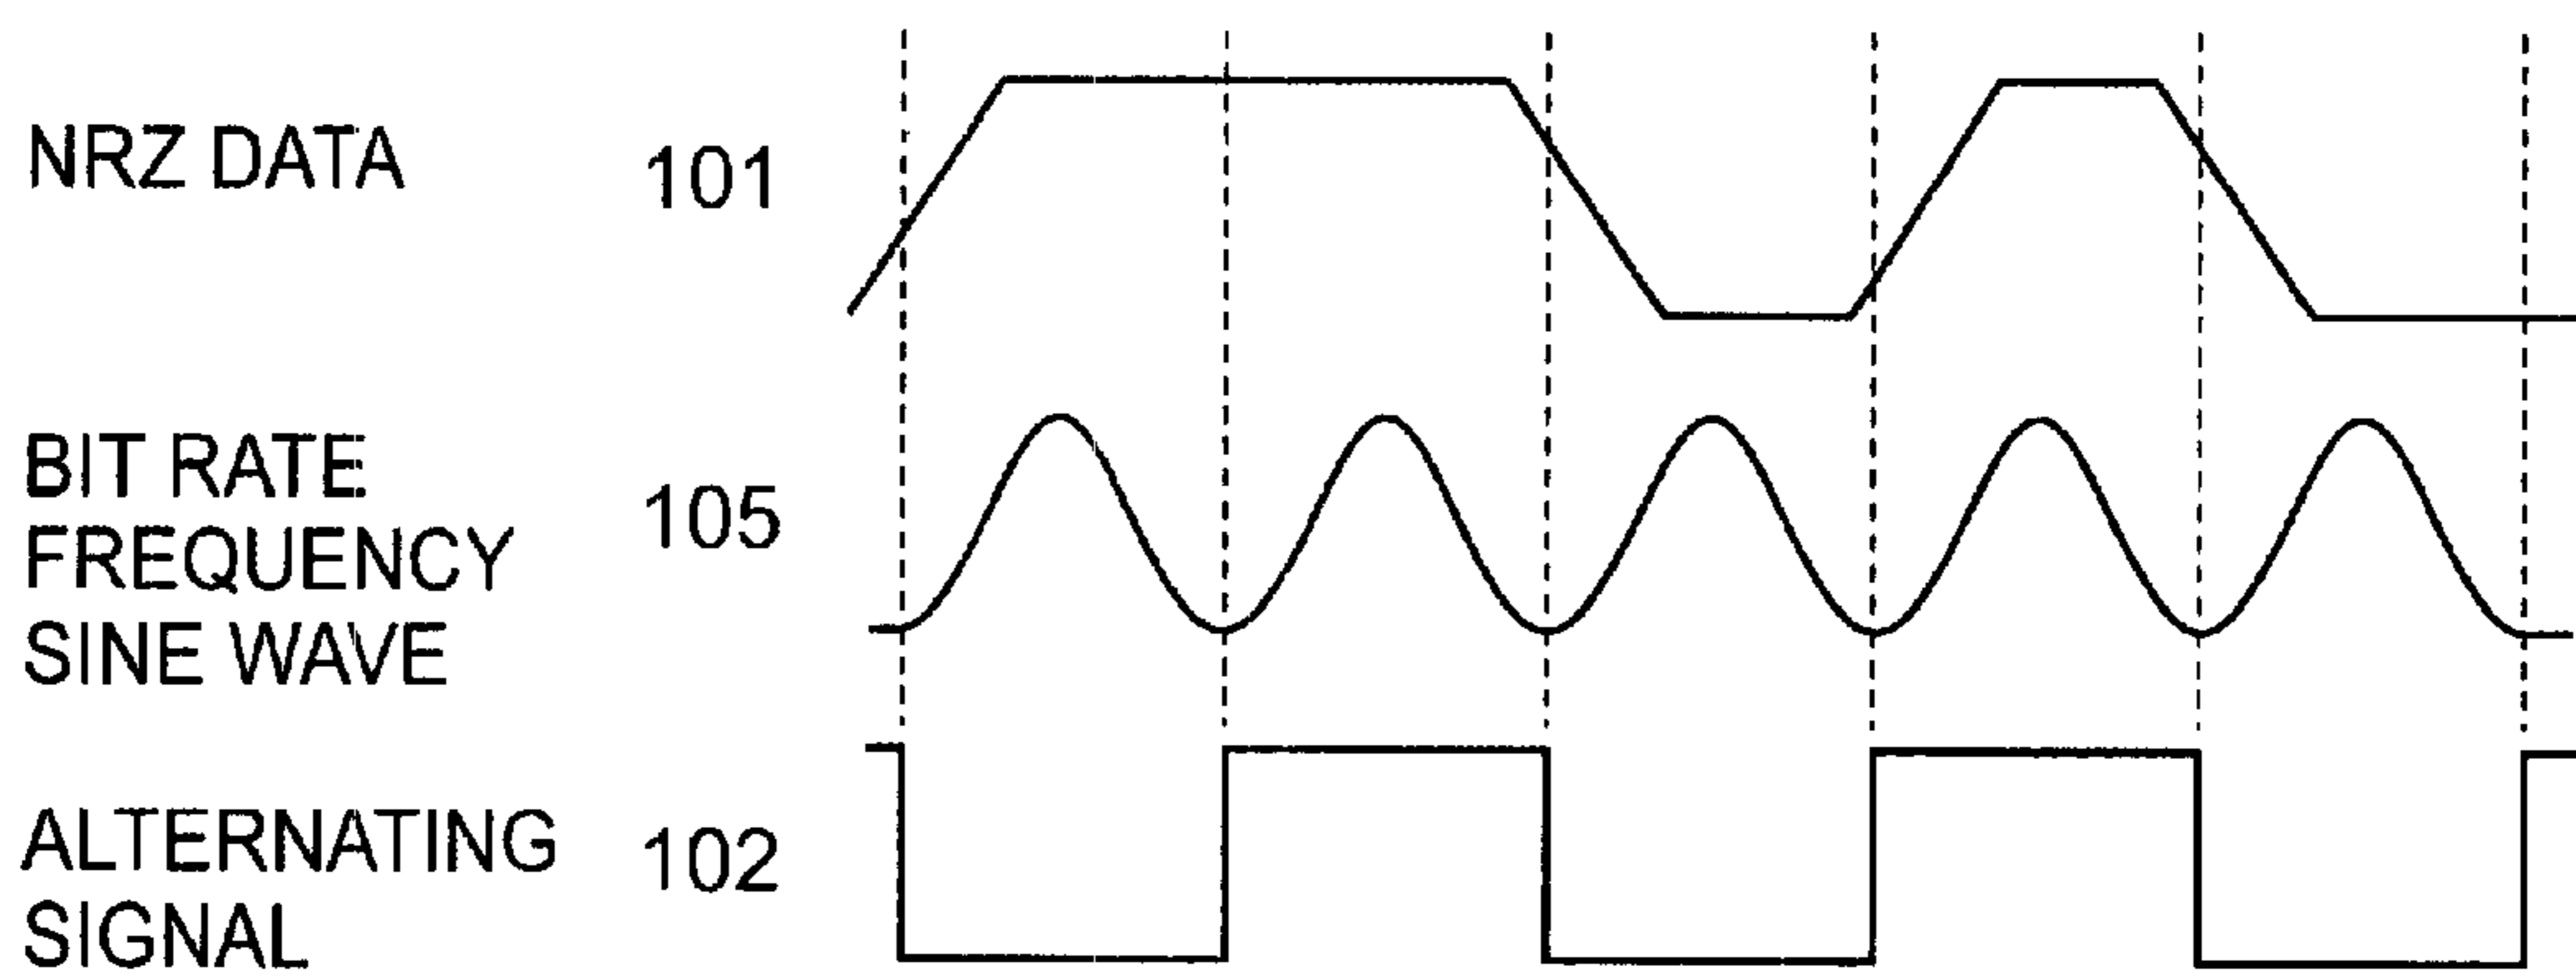 NRZ DATA 101
BIT RATE
FREQUENCY 105
SINE WAVE
ALTERNATING 102
SIGNAL